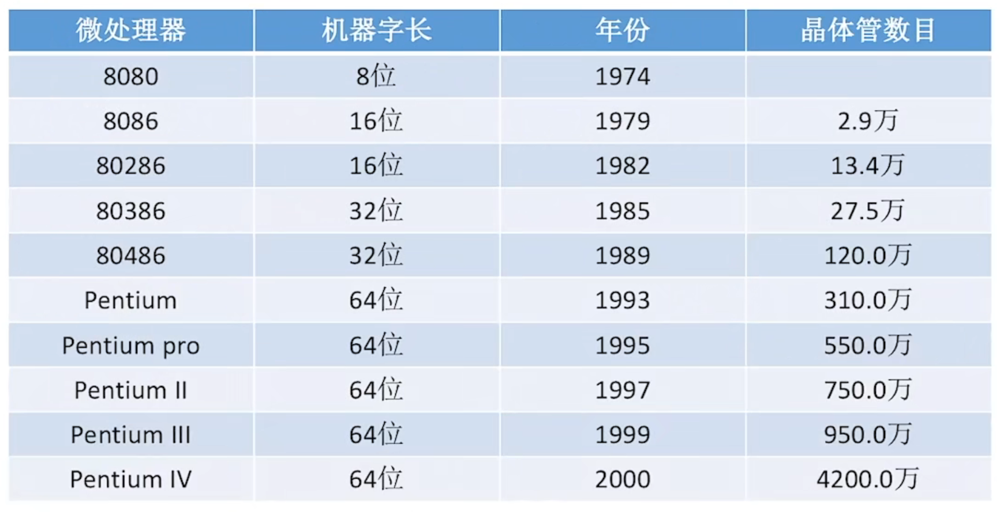 微处理器 机器字长 年份 晶体管数目
8080 8位 1974
8086 16位 1979 2.9万
80286 16位 1982 13.4万
80386 32位 1985 27.5万
80486 32位 1989 120.0万
Pentium 64位 1993 310.0万
Pentium pro 64位 1995 550.0万
Pentium II 64位 1997 750.0万
Pentium III 64位 1999 950.0万
Pentium IV 64位 2000 4200.0万